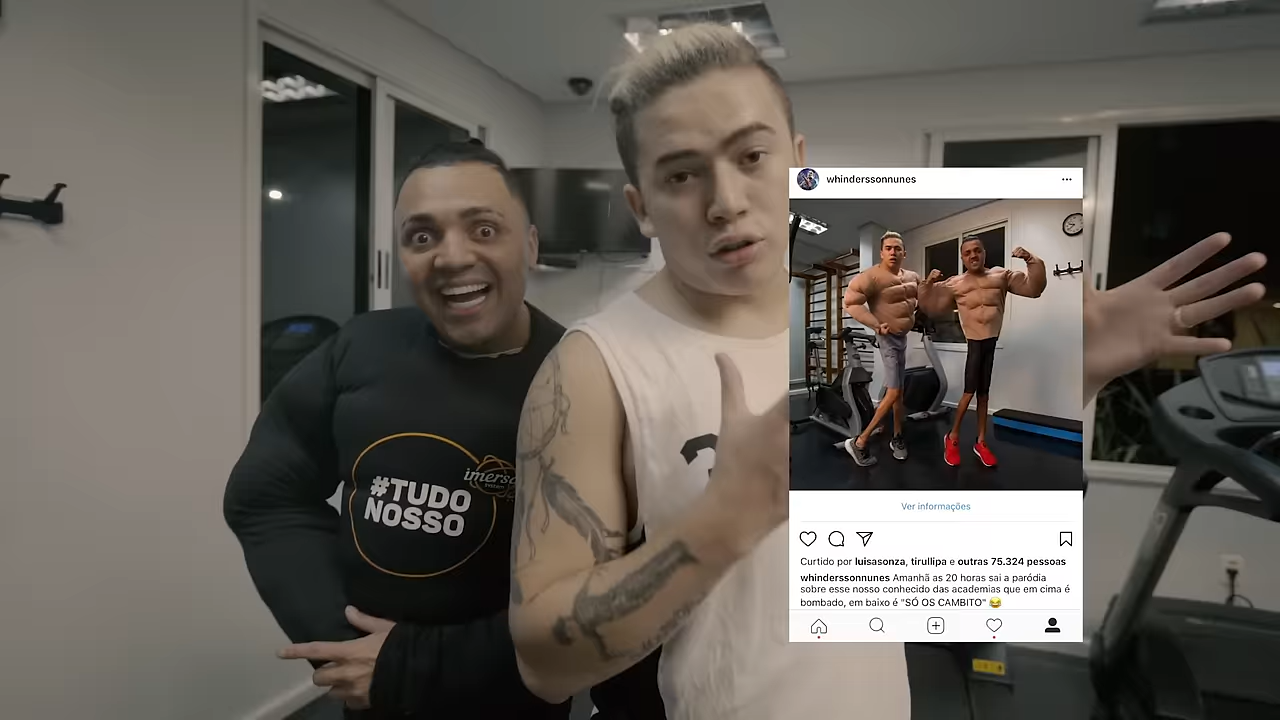 whinderssonnunes
#TUDO
NOSSO
Ver informações
Curtido por luisasonza, tirullipa e outras 75.324 pessoas
whinderssonnunes Amanhã as 20 horas sai a paródia
sobre esse nosso conhecido das academias que em cima é
bombado, em baixo é "SÓ OS CAMBITO" 😂